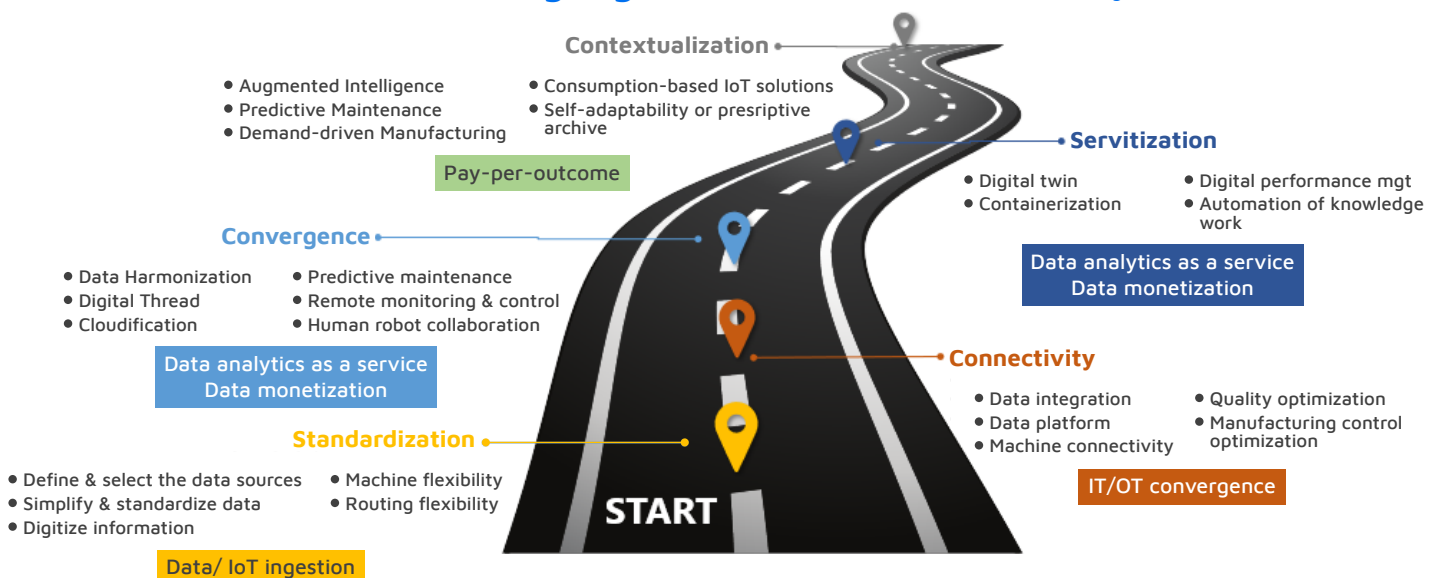 Contextualization
• Augmented Intelligence
• Predictive Maintenance
• Demand-driven Manufacturing
• Consumption-based IoT solutions
• Self-adaptability or presriptive
archive
Pay-per-outcome
Servitization
• Digital twin
• Containerization
• Digital performance mgt
• Automation of knowledge
work
Data analytics as a service
Data monetization
Convergence
• Data Harmonization
• Digital Thread
• Cloudification
• Predictive maintenance
• Remote monitoring & control
• Human robot collaboration
Data analytics as a service
Data monetization
Connectivity
• Data integration
• Data platform
• Machine connectivity
• Quality optimization
• Manufacturing control
optimization
IT/OT convergence
Standardization
• Define & select the data sources
• Simplify & standardize data
• Digitize information
• Machine flexibility
• Routing flexibility
Data/ IoT ingestion
START